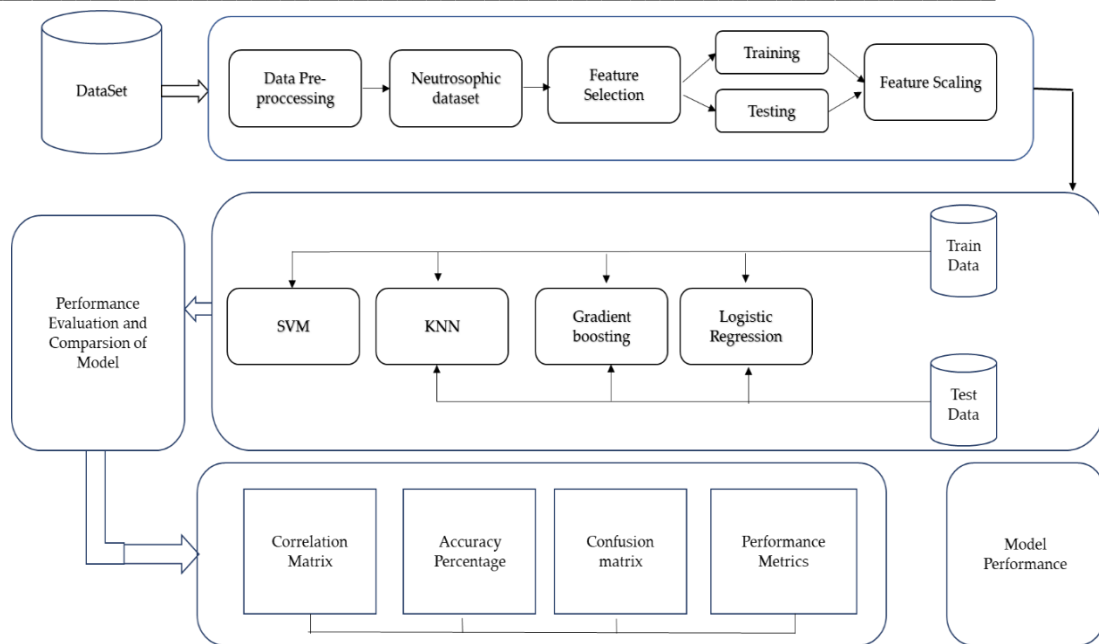 DataSet
Data Pre-
proccessing
Neutrosophic
dataset
Feature
Selection
Training
Testing
Feature Scaling
Train
Data
Performance
Evaluation and
Comparsion of
Model
SVM
KNN
Gradient
boosting
Logistic
Regression
Test
Data
Correlation
Matrix
Accuracy
Percentage
Confusion
matrix
Performance
Metrics
Model
Performance